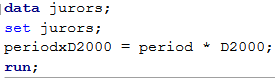 data jurors;
set jurors;
periodxD2000 = period * D2000;
run;